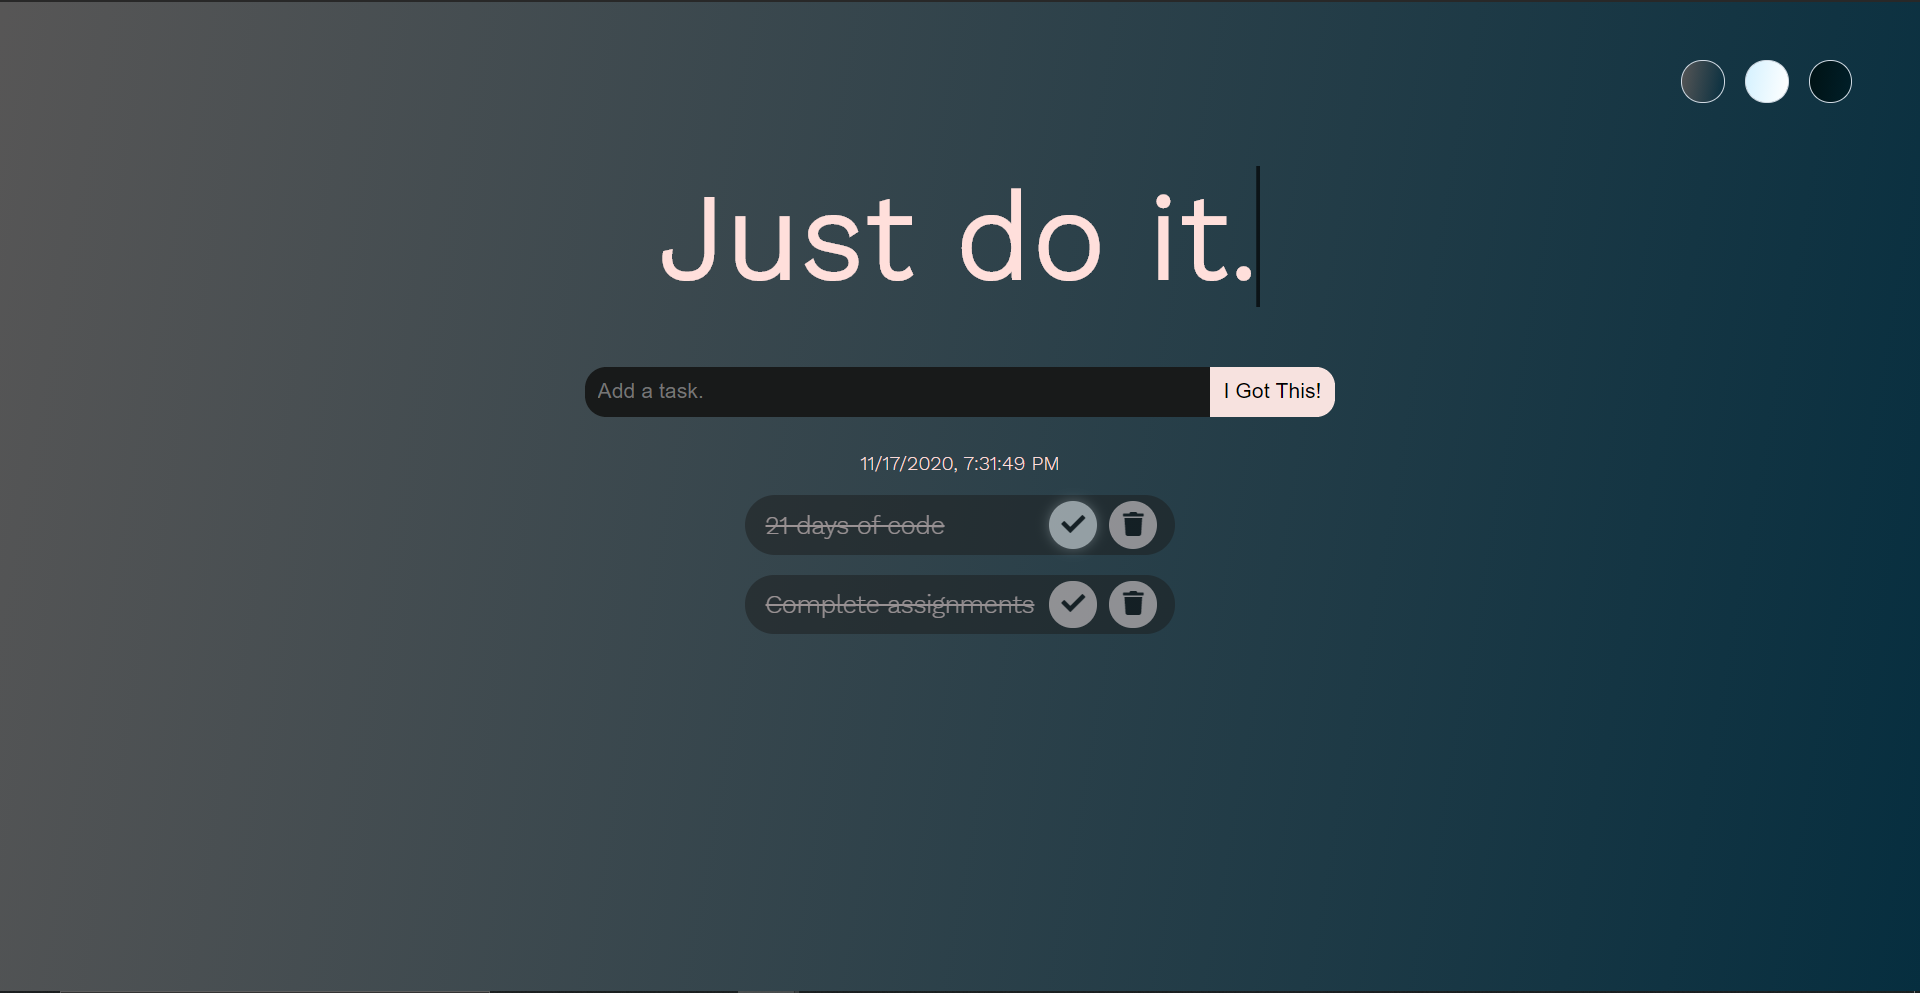 Just do it.
Add a task.
I Got This!
11/17/2020, 7:31:49 PM
21 days of code
Complete assignments